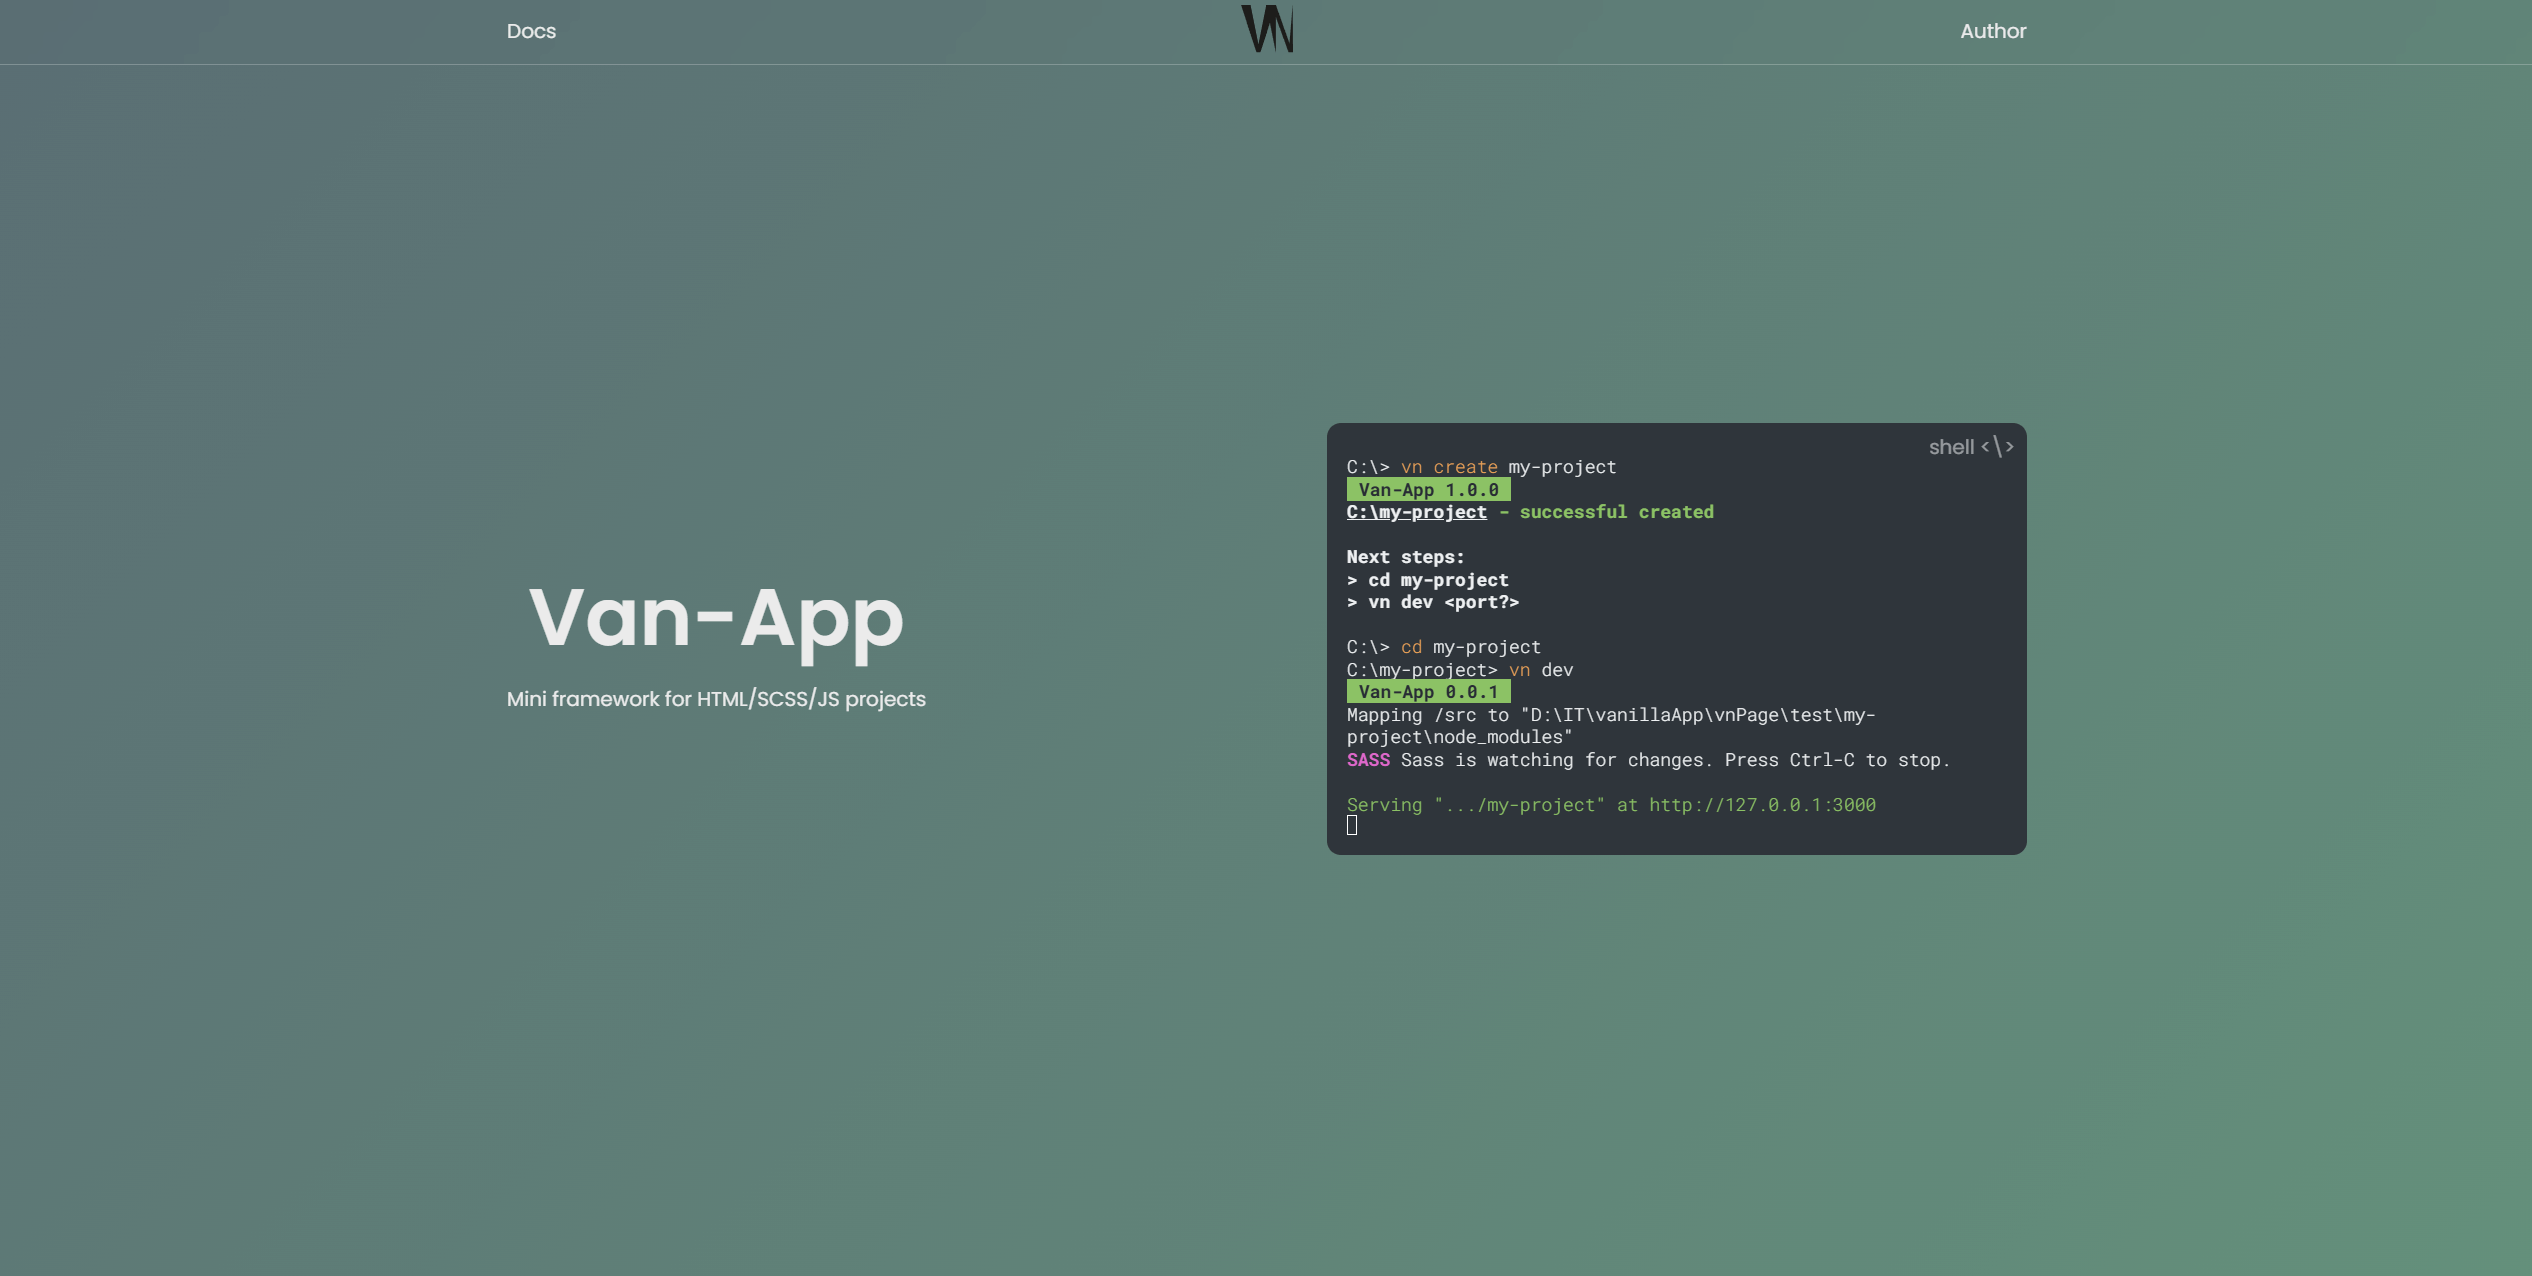 Docs
VN
Author
Van-App
Mini framework for HTML/SCSS/JS projects
shell <\>
C:\> vn create my-project
Van-App 1.0.0
C:\my-project - successful created
Next steps:
> cd my-project
> vn dev <port?>
C:\> cd my-project
C:\my-project> vn dev
Van-App 0.0.1
Mapping /src to "D:\IT\vanillaApp\vnPage\test\my-
project\node_modules"
SASS Sass is watching for changes. Press Ctrl-C to stop.
Serving ".../my-project" at http://127.0.0.1:3000